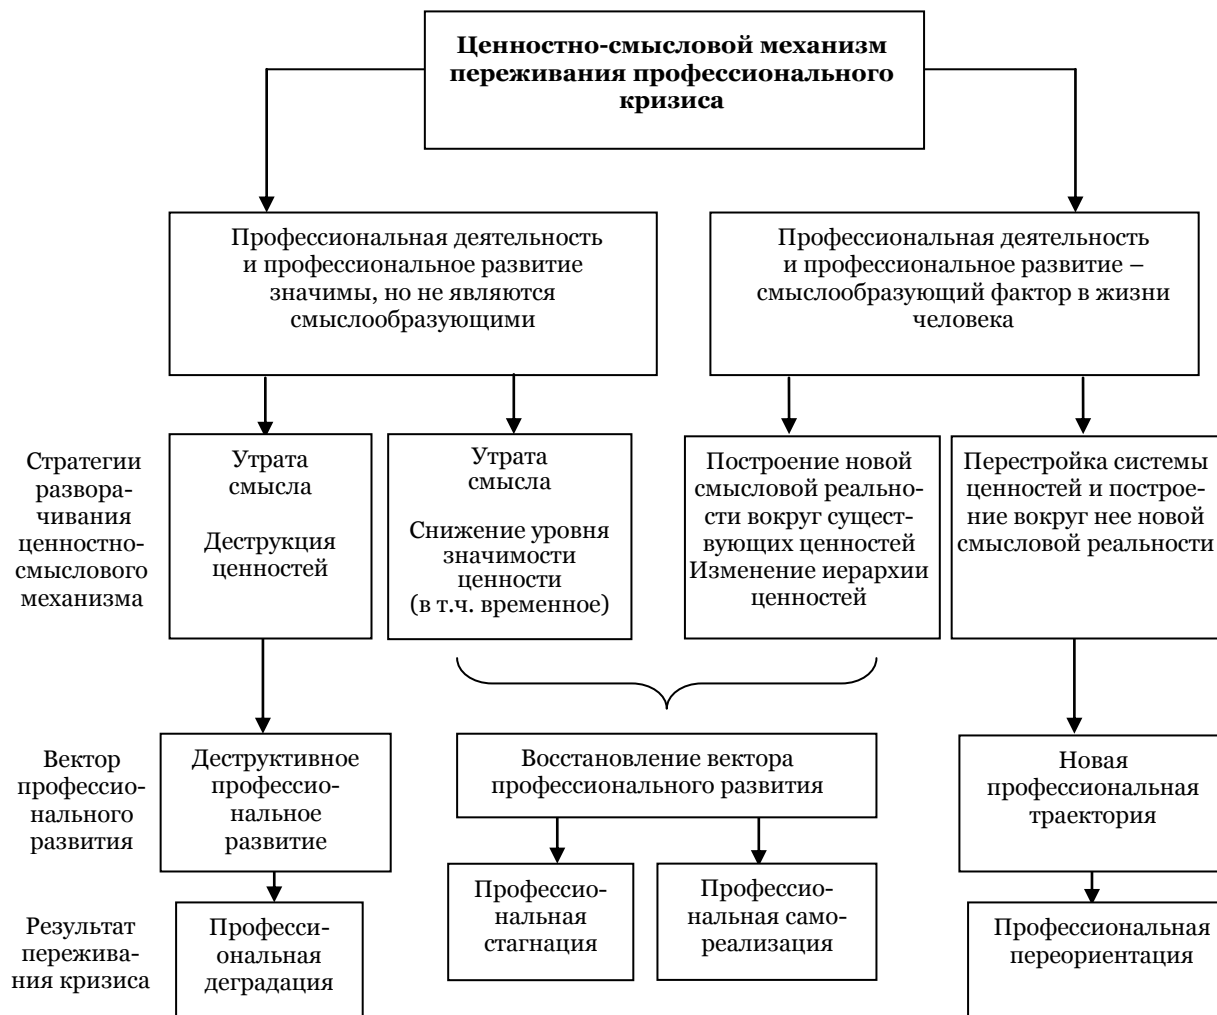 Ценностно-смысловой механизм
переживания профессионального
кризиса
Профессиональная деятельность
и профессиональное развитие
значимы, но не являются
смыслообразующими
Профессиональная деятельность
и профессиональное развитие –
смыслообразующий фактор в жизни
человека
Стратегии
развора-
чивания
ценностно-
смыслового
механизма
Утрата
смысла
Деструкция
ценностей
Утрата
смысла
Снижение уровня
значимости
ценности
(в т.ч. временное)
Построение новой
смысловой реально-
сти вокруг сущест-
вующих ценностей
Изменение иерархии
ценностей
Перестройка системы
ценностей и построе-
ние вокруг нее новой
смысловой реальности
Вектор
професcио-
нального
развития
Деструктивное
профессио-
нальное
развитие
Восстановление вектора
профессионального развития
Новая
профессиональная
траектория
Результат
пережива-
ния кризиса
Професси-
ональная
деградация
Профессио-
нальная
стагнация
Профессио-
нальная само-
реализация
Профессиональная
переориентация